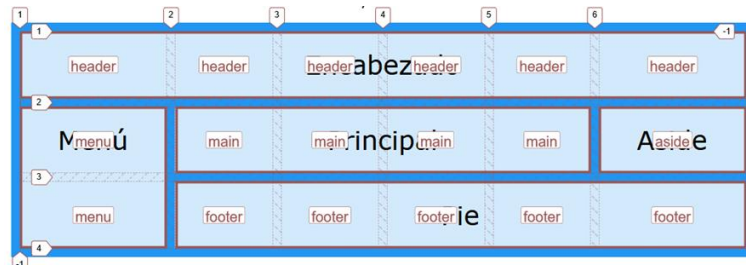 1 2 3 4 5 6
1 -1
header header header header header header
Encabezado
2
Menú Principal Aside
menu main main main main aside
3
menu footer footer footer footer footer
Pie
4
-1